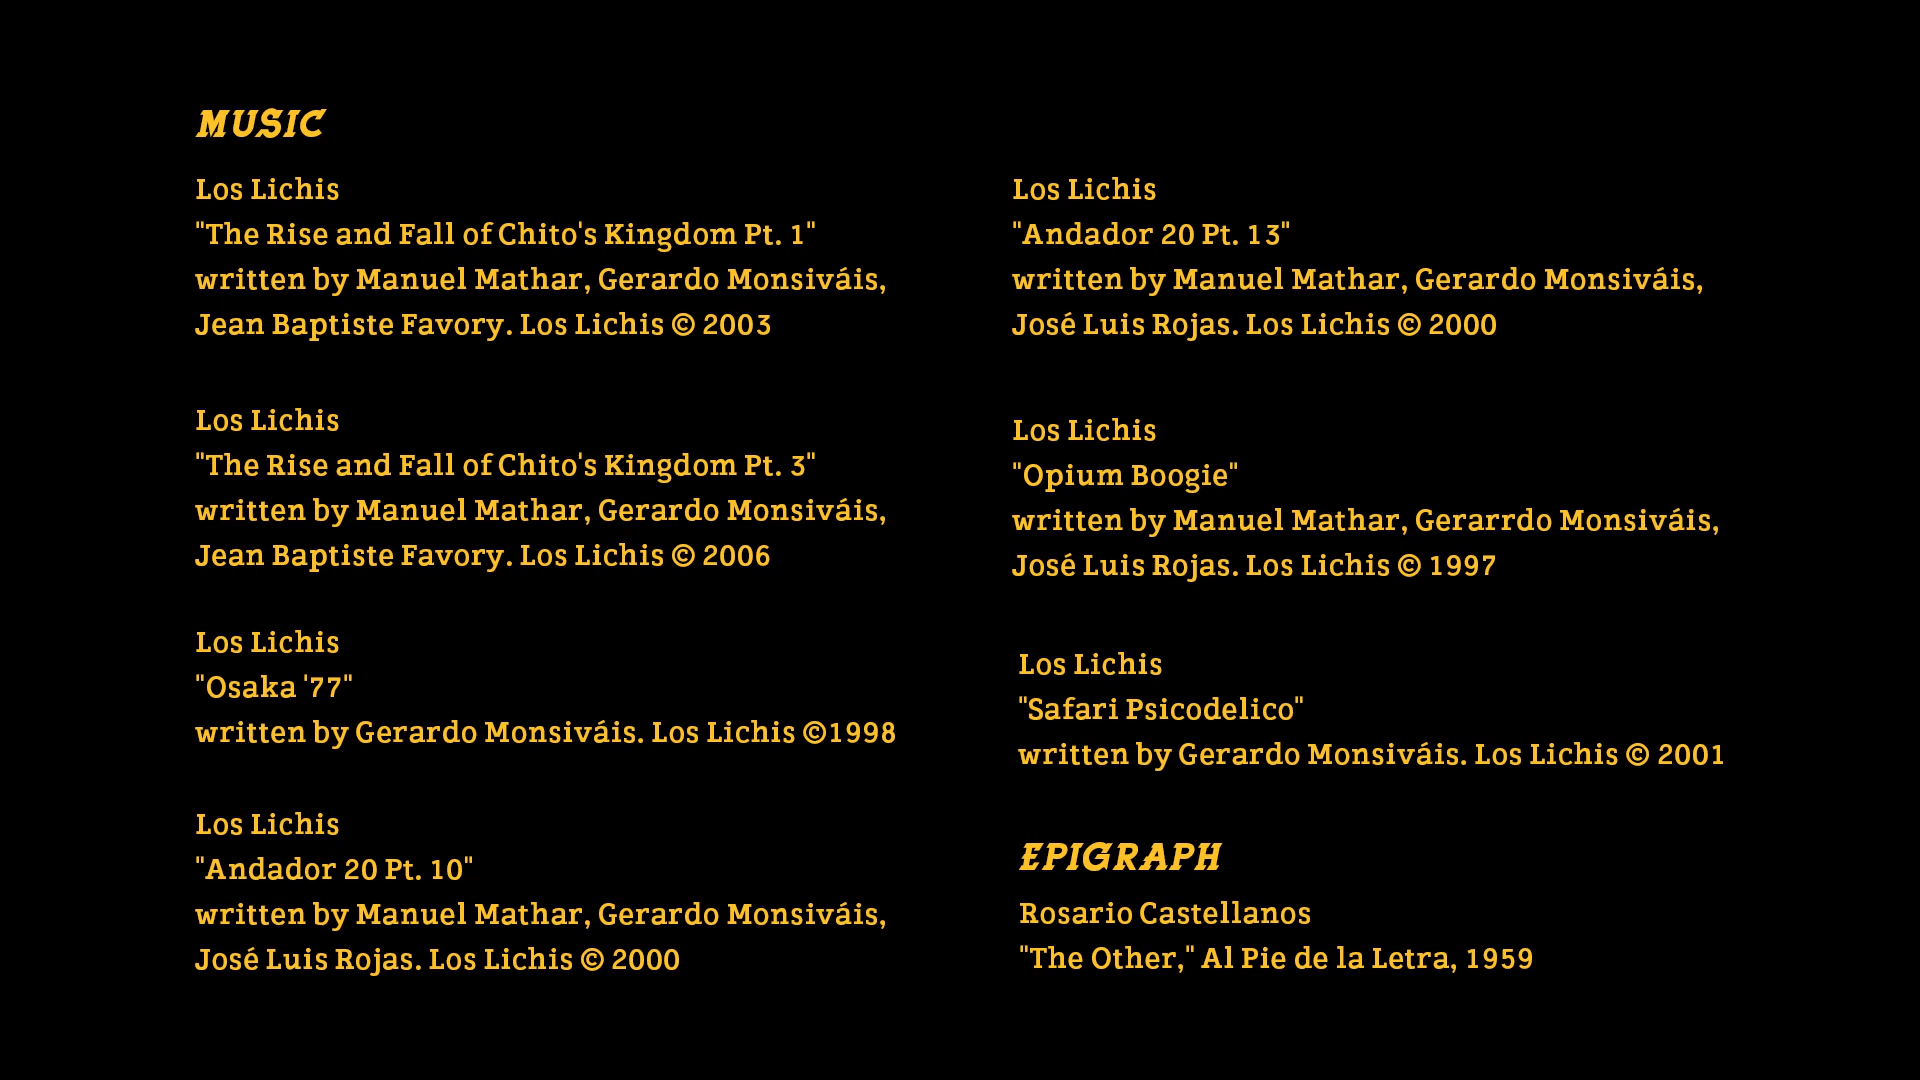 MUSIC
Los Lichis
"The Rise and Fall of Chito's Kingdom Pt. 1"
written by Manuel Mathar, Gerardo Monsiváis,
Jean Baptiste Favory. Los Lichis © 2003
Los Lichis
"The Rise and Fall of Chito's Kingdom Pt. 3"
written by Manuel Mathar, Gerardo Monsiváis,
Jean Baptiste Favory. Los Lichis © 2006
Los Lichis
"Osaka '77"
written by Gerardo Monsiváis. Los Lichis ©1998
Los Lichis
"Andador 20 Pt. 10"
written by Manuel Mathar, Gerardo Monsiváis,
José Luis Rojas. Los Lichis © 2000
Los Lichis
"Andador 20 Pt. 13"
written by Manuel Mathar, Gerardo Monsiváis,
José Luis Rojas. Los Lichis © 2000
Los Lichis
"Opium Boogie"
written by Manuel Mathar, Gerarrdo Monsiváis,
José Luis Rojas. Los Lichis © 1997
Los Lichis
"Safari Psicodelico"
written by Gerardo Monsiváis. Los Lichis © 2001
EPIGRAPH
Rosario Castellanos
"The Other," Al Pie de la Letra, 1959